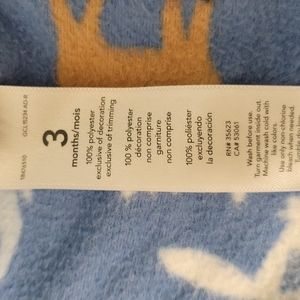 3
months/mois
100% polyester
exclusive of decoration
exclusive of trimming
100 % polyester
décoration
non comprise
garniture
non comprise
100% poliéster
excluyendo
la decoración
RN# 35623
CA# 53061
Wash before use.
Turn garment inside out.
Machine wash cold with
like colors.
Use only non-chlorine
bleach when needed.